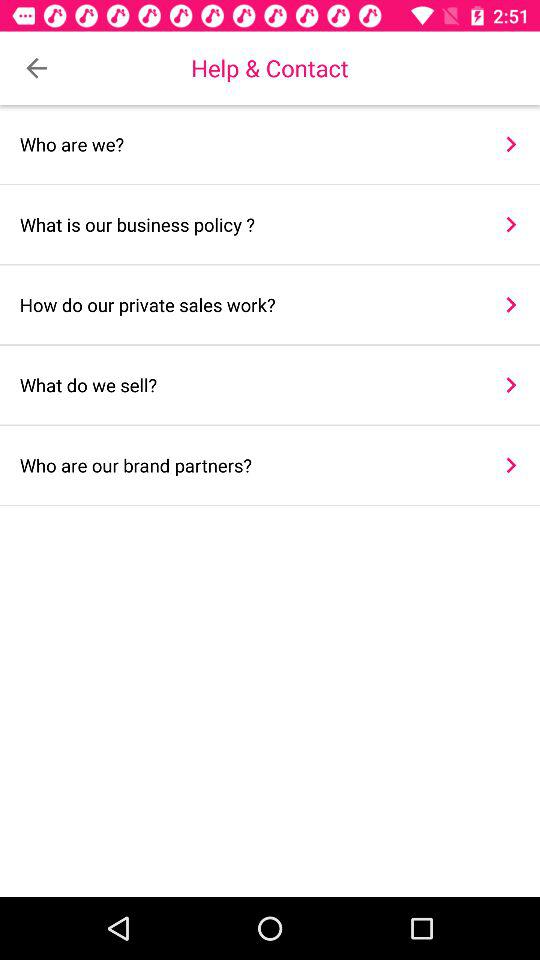 2:51
Help & Contact
Who are we?
What is our business policy ?
How do our private sales work?
What do we sell?
Who are our brand partners?